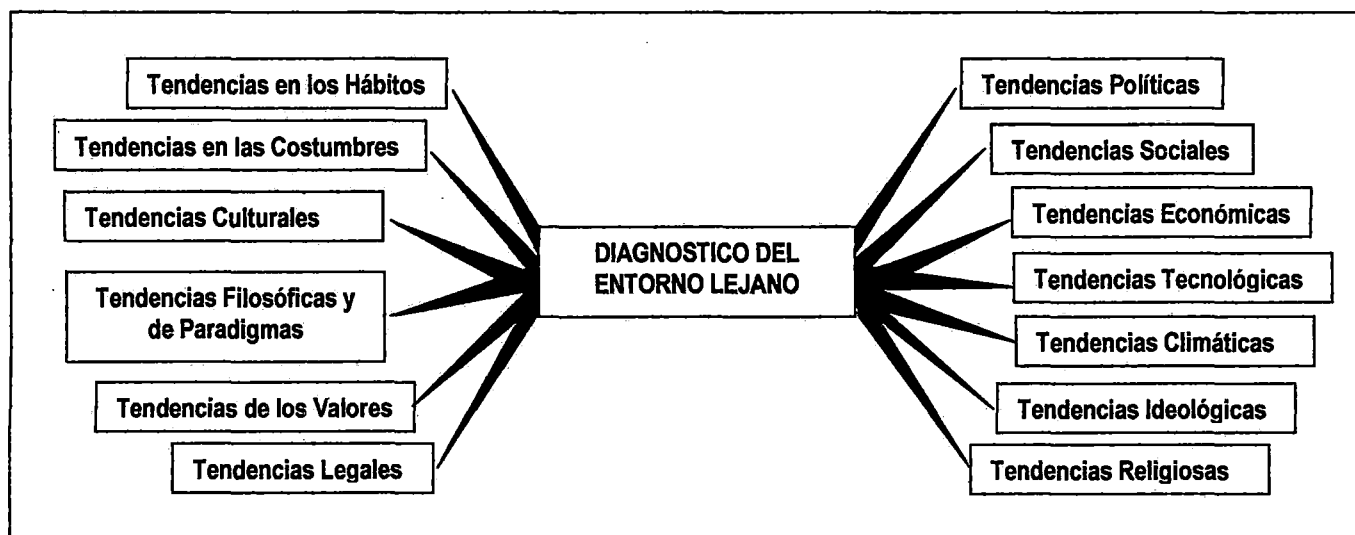 Tendencias en los Hábitos
Tendencias en las Costumbres
Tendencias Culturales
Tendencias Filosóficas y
de Paradigmas
Tendencias de los Valores
Tendencias Legales
DIAGNOSTICO DEL
ENTORNO LEJANO
Tendencias Políticas
Tendencias Sociales
Tendencias Económicas
Tendencias Tecnológicas
Tendencias Climáticas
Tendencias Ideológicas
Tendencias Religiosas